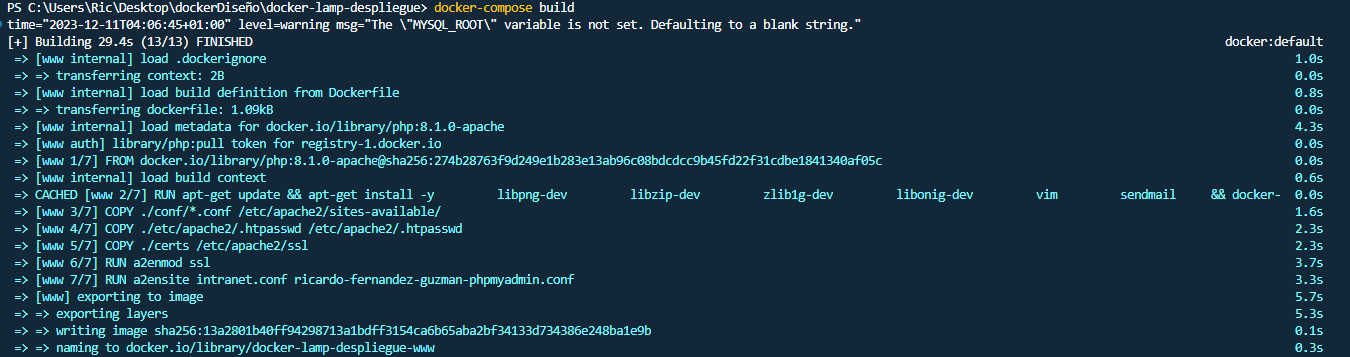 PS C:\Users\Ric\Desktop\dockerDiseño\docker-lamp-despliegue> docker-compose build
time="2023-12-11T04:06:45+01:00" level=warning msg="The \"MYSQL_ROOT\" variable is not set. Defaulting to a blank string."
[+] Building 29.4s (13/13) FINISHED docker:default
=> [www internal] load .dockerignore 1.0s
=> => transferring context: 2B 0.0s
=> [www internal] load build definition from Dockerfile 0.8s
=> => transferring dockerfile: 1.09kB 0.0s
=> [www internal] load metadata for docker.io/library/php:8.1.0-apache 4.3s
=> [www auth] library/php:pull token for registry-1.docker.io 0.0s
=> [www 1/7] FROM docker.io/library/php:8.1.0-apache@sha256:274b28763f9d249e1b283e13ab96c08bdcdcc9b45fd22f31cdbe1841340af05c 0.0s
=> [www internal] load build context 0.6s
=> CACHED [www 2/7] RUN apt-get update && apt-get install -y libpng-dev libzip-dev zlib1g-dev libonig-dev vim sendmail && docker- 0.0s
=> [www 3/7] COPY ./conf/*.conf /etc/apache2/sites-available/ 1.6s
=> [www 4/7] COPY ./etc/apache2/.htpasswd /etc/apache2/.htpasswd 2.3s
=> [www 5/7] COPY ./certs /etc/apache2/ssl 2.3s
=> [www 6/7] RUN a2enmod ssl 3.7s
=> [www 7/7] RUN a2ensite intranet.conf ricardo-fernandez-guzman-phpmyadmin.conf 3.3s
=> [www] exporting to image 5.7s
=> => exporting layers 5.3s
=> => writing image sha256:13a2801b40ff94298713a1bdff3154ca6b65aba2bf34133d734386e248ba1e9b 0.1s
=> => naming to docker.io/library/docker-lamp-despliegue-www 0.3s